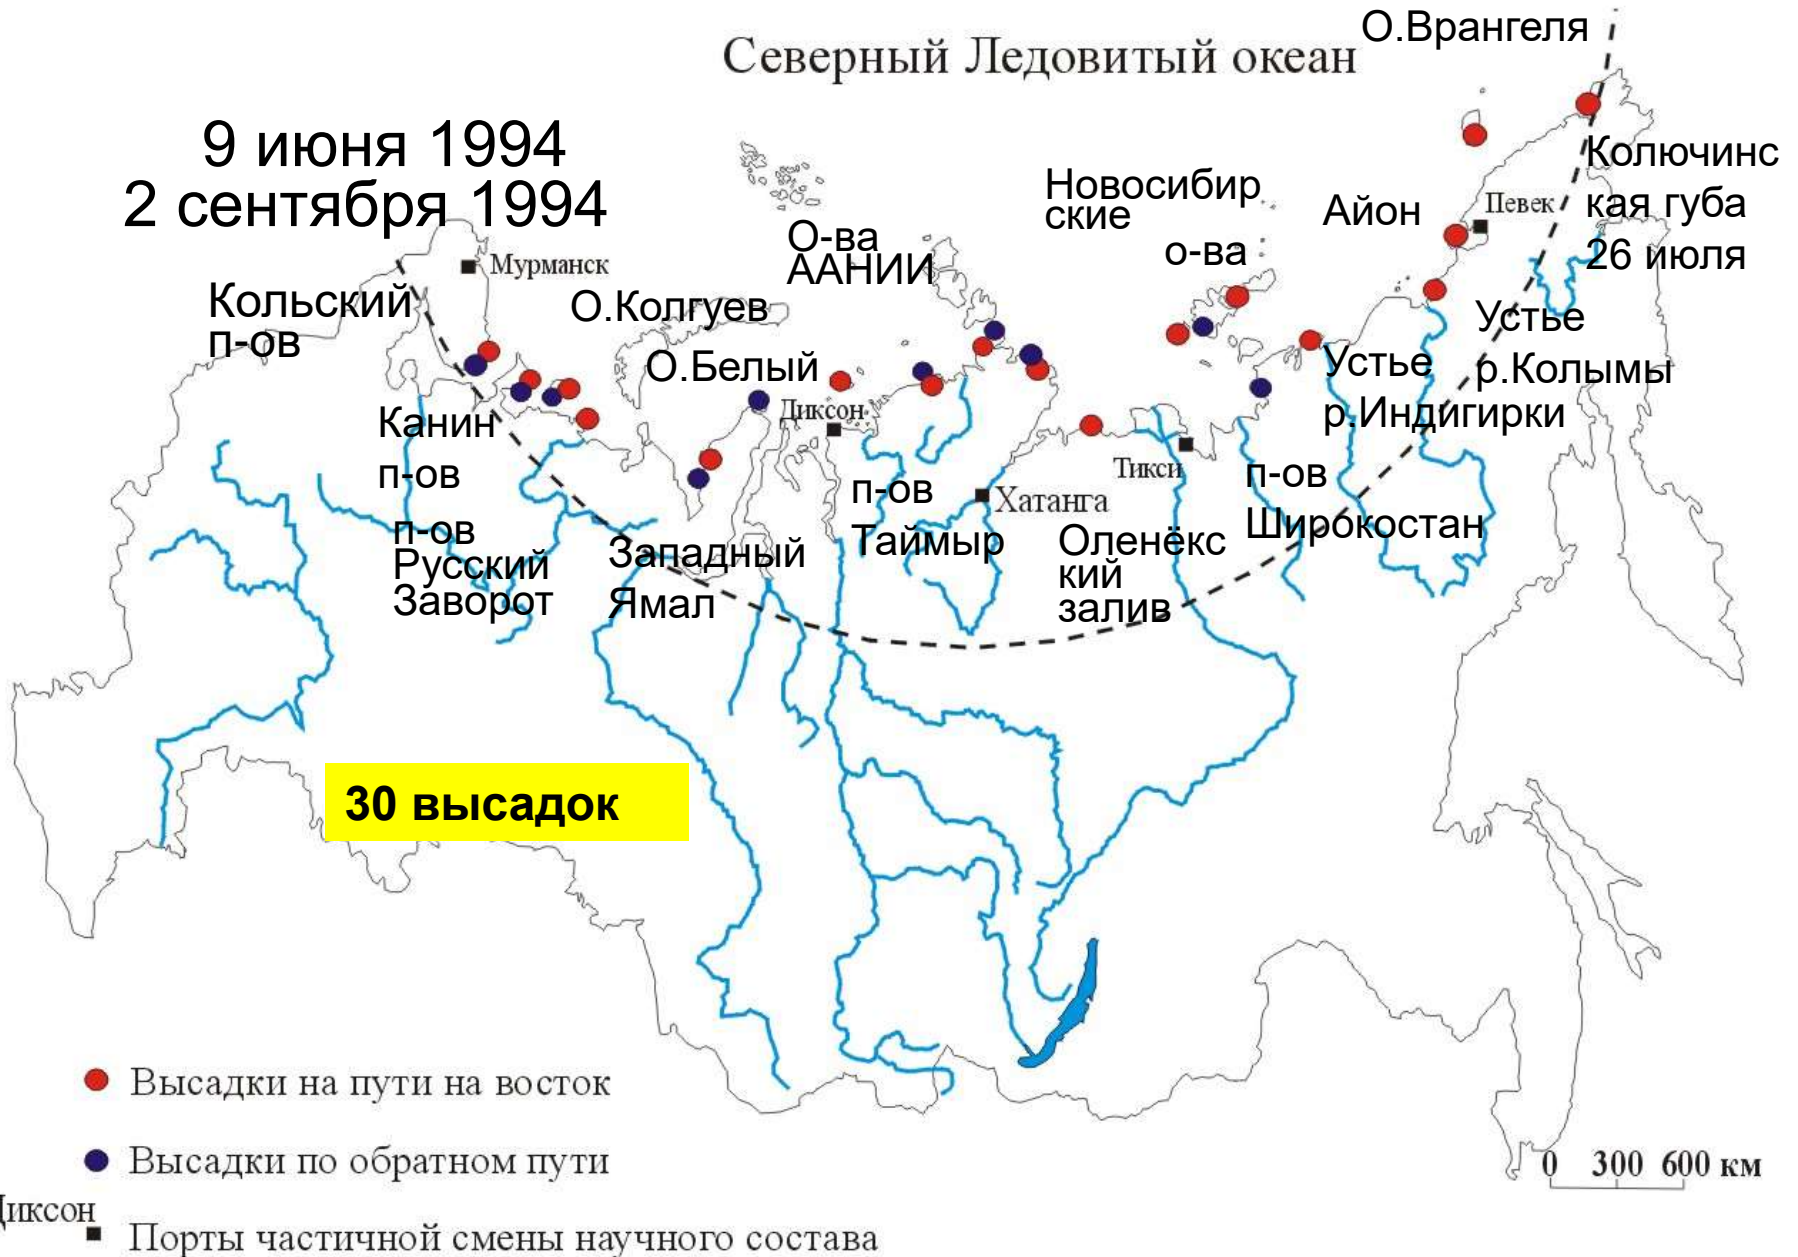 О.Врангеля
Северный Ледовитый океан
9 июня 1994
2 сентября 1994
Колючинс
кая губа
26 июля
Новосибир
ские
о-ва
Айон
Певек
О-ва
ААНИИ
Мурманск
Кольский
п-ов
О.Колгуев
О.Белый
Диксон
Устье
р.Колымы
Устье
р.Индигирки
Канин
п-ов
п-ов
Русский
Заворот
Западный
Ямал
п-ов
Таймыр
Хатанга
Тикси
Оленёкс
кий
залив
п-ов
Широкостан
30 высадок
Высадки на пути на восток
Высадки по обратном пути
0 300 600 км
Диксон
Порты частичной смены научного состава